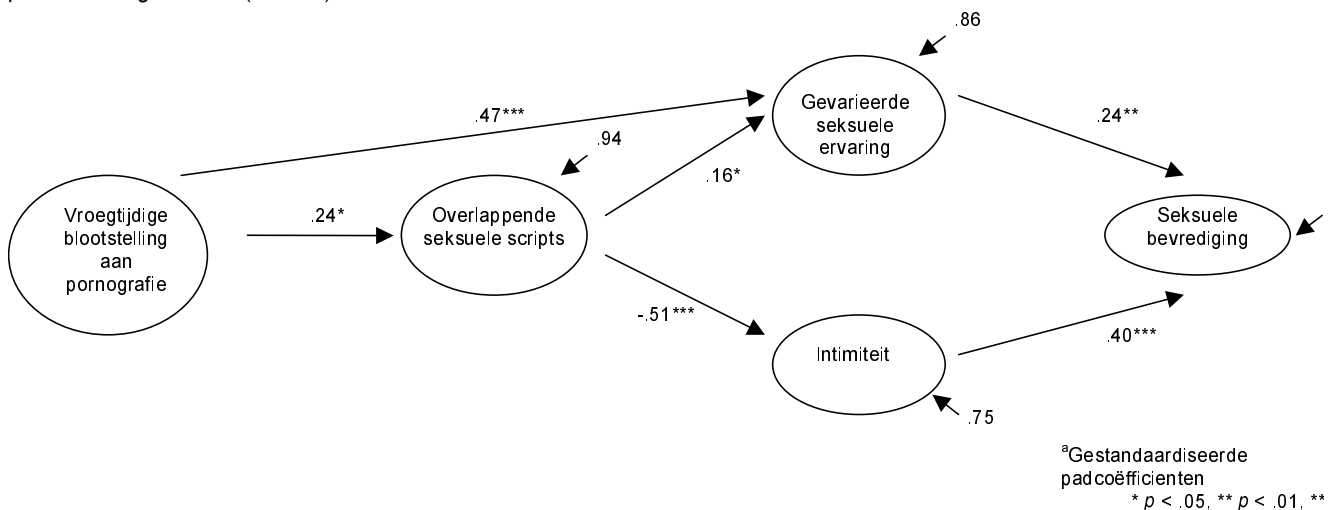 .86
Gevarieerde
seksuele
ervaring
.47***
.24**
.94
.16*
Vroegtijdige
blootstelling
aan
pornografie
.24*
Overlappende
seksuele scripts
Seksuele
bevrediging
-.51***
Intimiteit
.40***
.75
aGestandaardiseerde
padcoëfficienten
* p < .05, ** p < .01, **